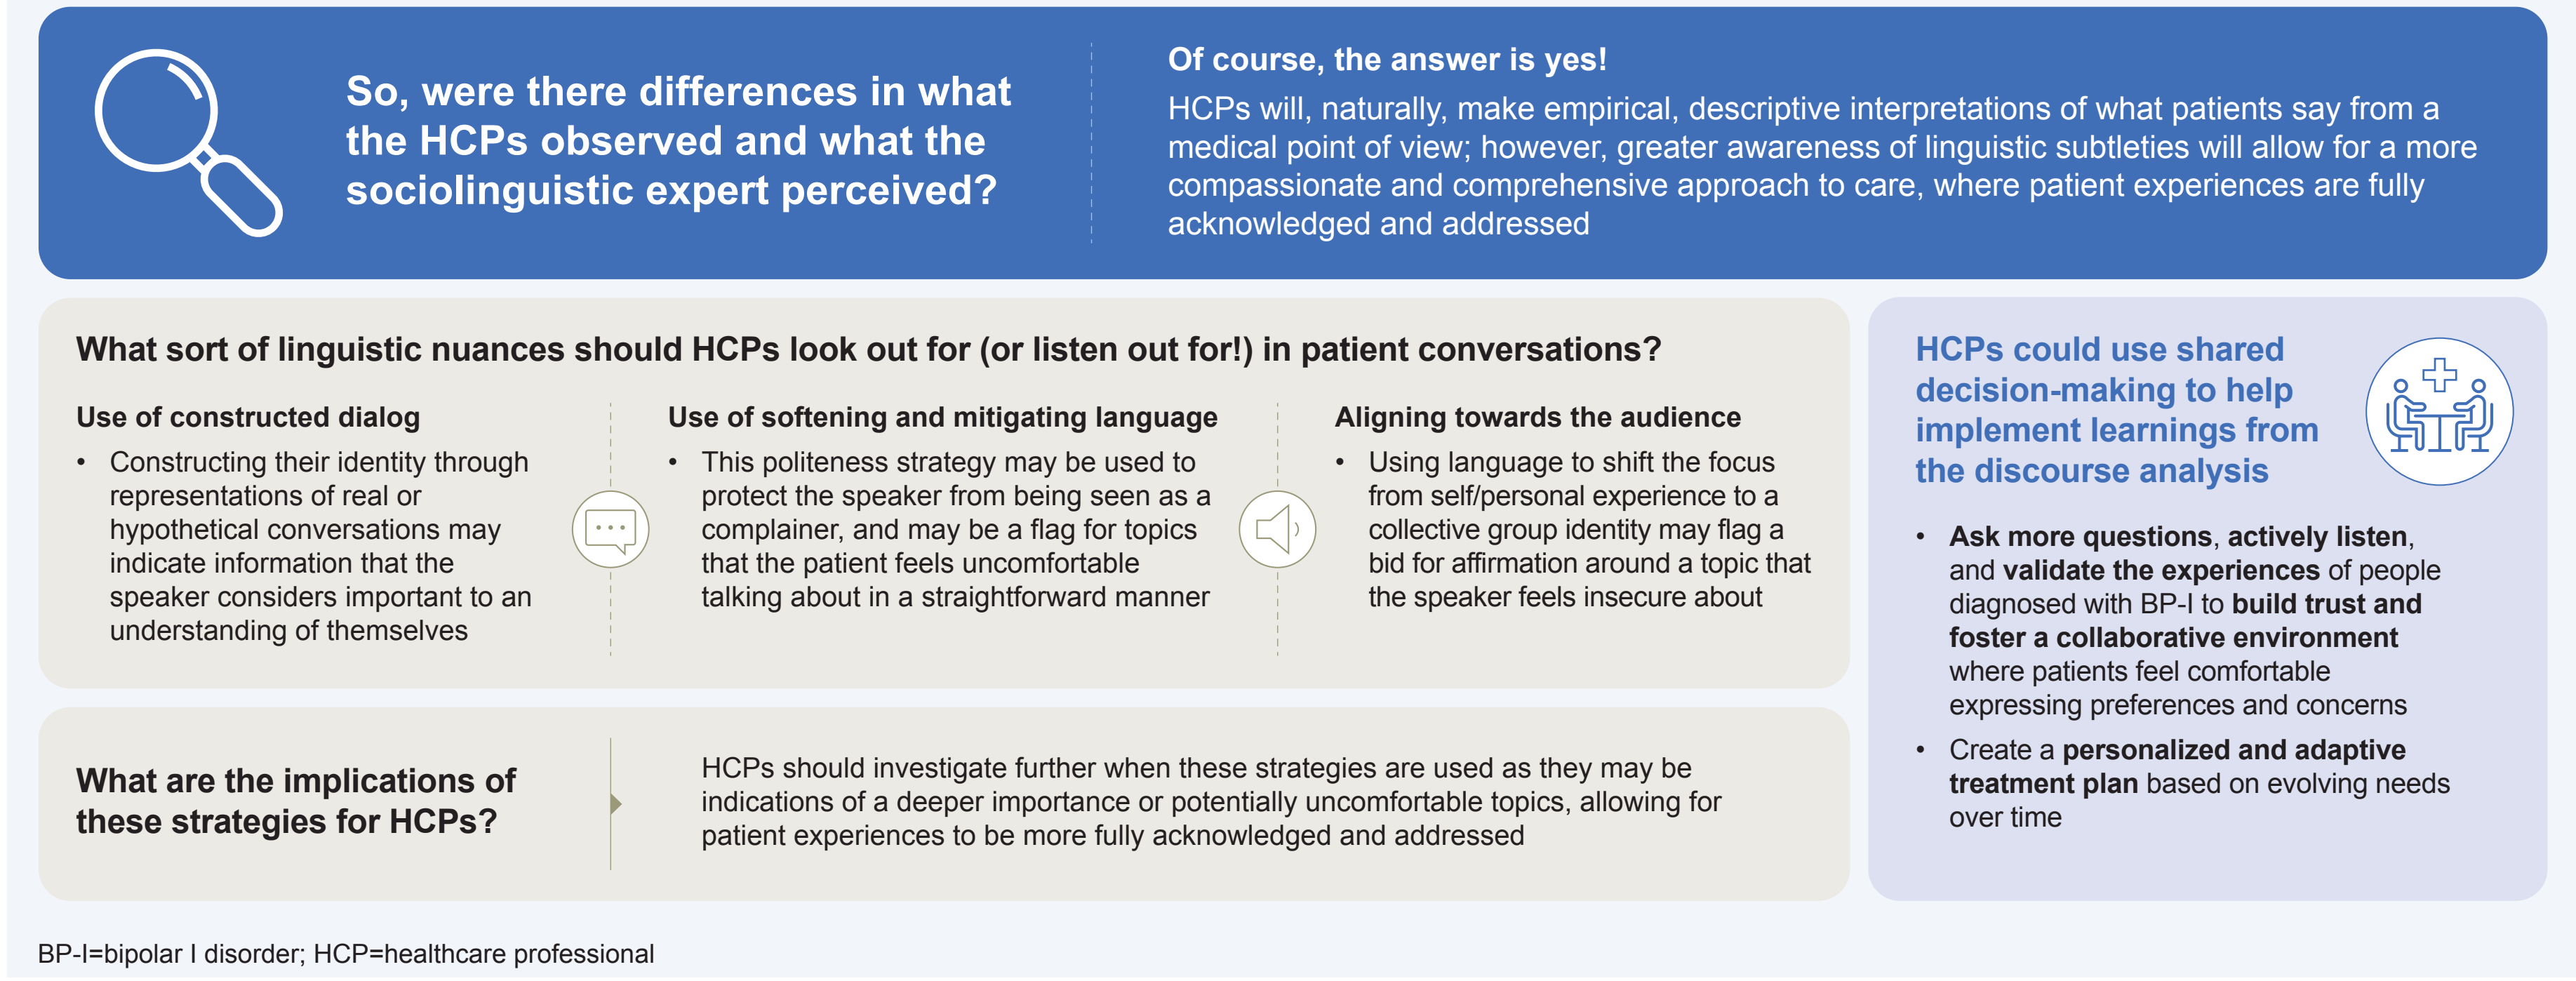 So, were there differences in what
the HCPs observed and what the
sociolinguistic expert perceived?
Of course, the answer is yes!
HCPs will, naturally, make empirical, descriptive interpretations of what patients say from a
medical point of view; however, greater awareness of linguistic subtleties will allow for a more
compassionate and comprehensive approach to care, where patient experiences are fully
acknowledged and addressed
What sort of linguistic nuances should HCPs look out for (or listen out for!) in patient conversations?
Use of constructed dialog
• Constructing their identity through
representations of real or
hypothetical conversations may
indicate information that the
speaker considers important to an
understanding of themselves
Use of softening and mitigating language
• This politeness strategy may be used to
protect the speaker from being seen as a
complainer, and may be a flag for topics
that the patient feels uncomfortable
talking about in a straightforward manner
Aligning towards the audience
• Using language to shift the focus
from self/personal experience to a
collective group identity may flag a
bid for affirmation around a topic that
the speaker feels insecure about
What are the implications of
these strategies for HCPs?
HCPs should investigate further when these strategies are used as they may be
indications of a deeper importance or potentially uncomfortable topics, allowing for
patient experiences to be more fully acknowledged and addressed
HCPs could use shared
decision-making to help
implement learnings from
the discourse analysis
• Ask more questions, actively listen,
and validate the experiences of people
diagnosed with BP-I to build trust and
foster a collaborative environment
where patients feel comfortable
expressing preferences and concerns
• Create a personalized and adaptive
treatment plan based on evolving needs
over time
BP-I=bipolar I disorder; HCP=healthcare professional